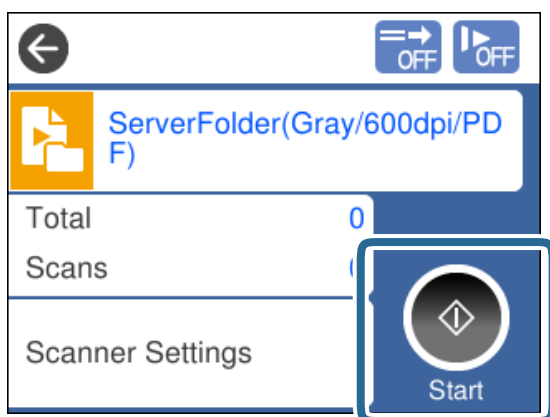 OFF OFF
ServerFolder(Gray/600dpi/PD
F)
Total 0
Scans
Scanner Settings
Start